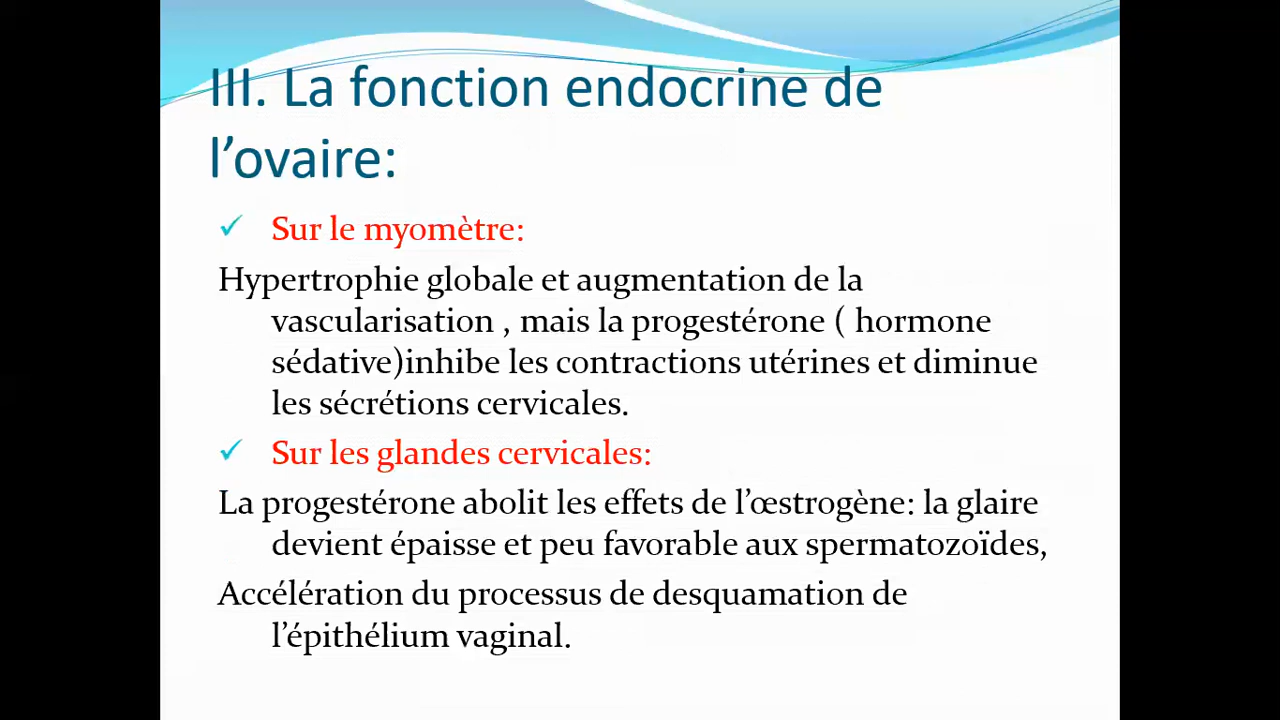 III. La fonction endocrine de
l’ovaire:
✓ Sur le myomètre:
Hypertrophie globale et augmentation de la
vascularisation , mais la progestérone ( hormone
sédative)inhibe les contractions utérines et diminue
les sécrétions cervicales.
✓ Sur les glandes cervicales:
La progestérone abolit les effets de l’œstrogène: la glaire
devient épaisse et peu favorable aux spermatozoïdes,
Accélération du processus de desquamation de
l’épithélium vaginal.